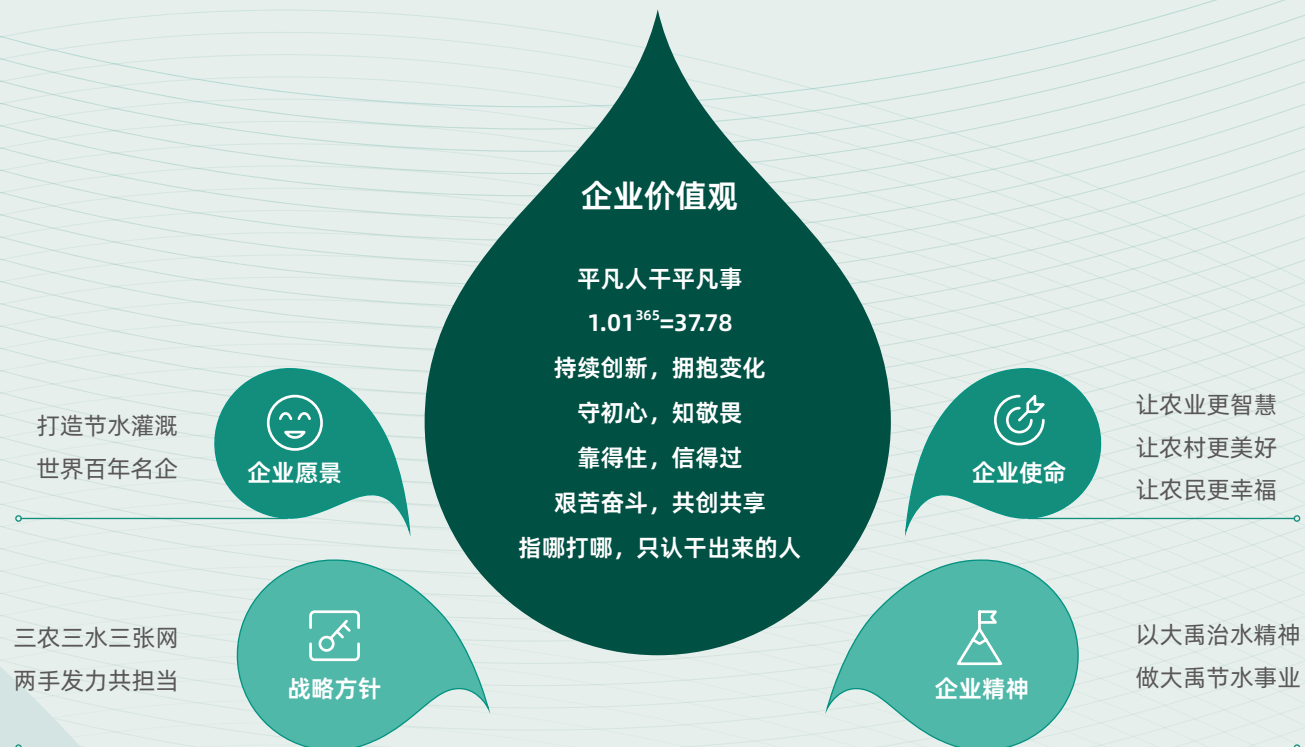 企业价值观
平凡人干平凡事
1.01³⁶⁵=37.78
持续创新，拥抱变化
守初心，知敬畏
靠得住，信得过
艰苦奋斗，共创共享
指哪打哪，只认干出来的人
打造节水灌溉
世界百年名企
企业愿景
企业使命
让农业更智慧
让农村更美好
让农民更幸福
三农三水三张网
两手发力共担当
战略方针
企业精神
以大禹治水精神
做大禹节水事业